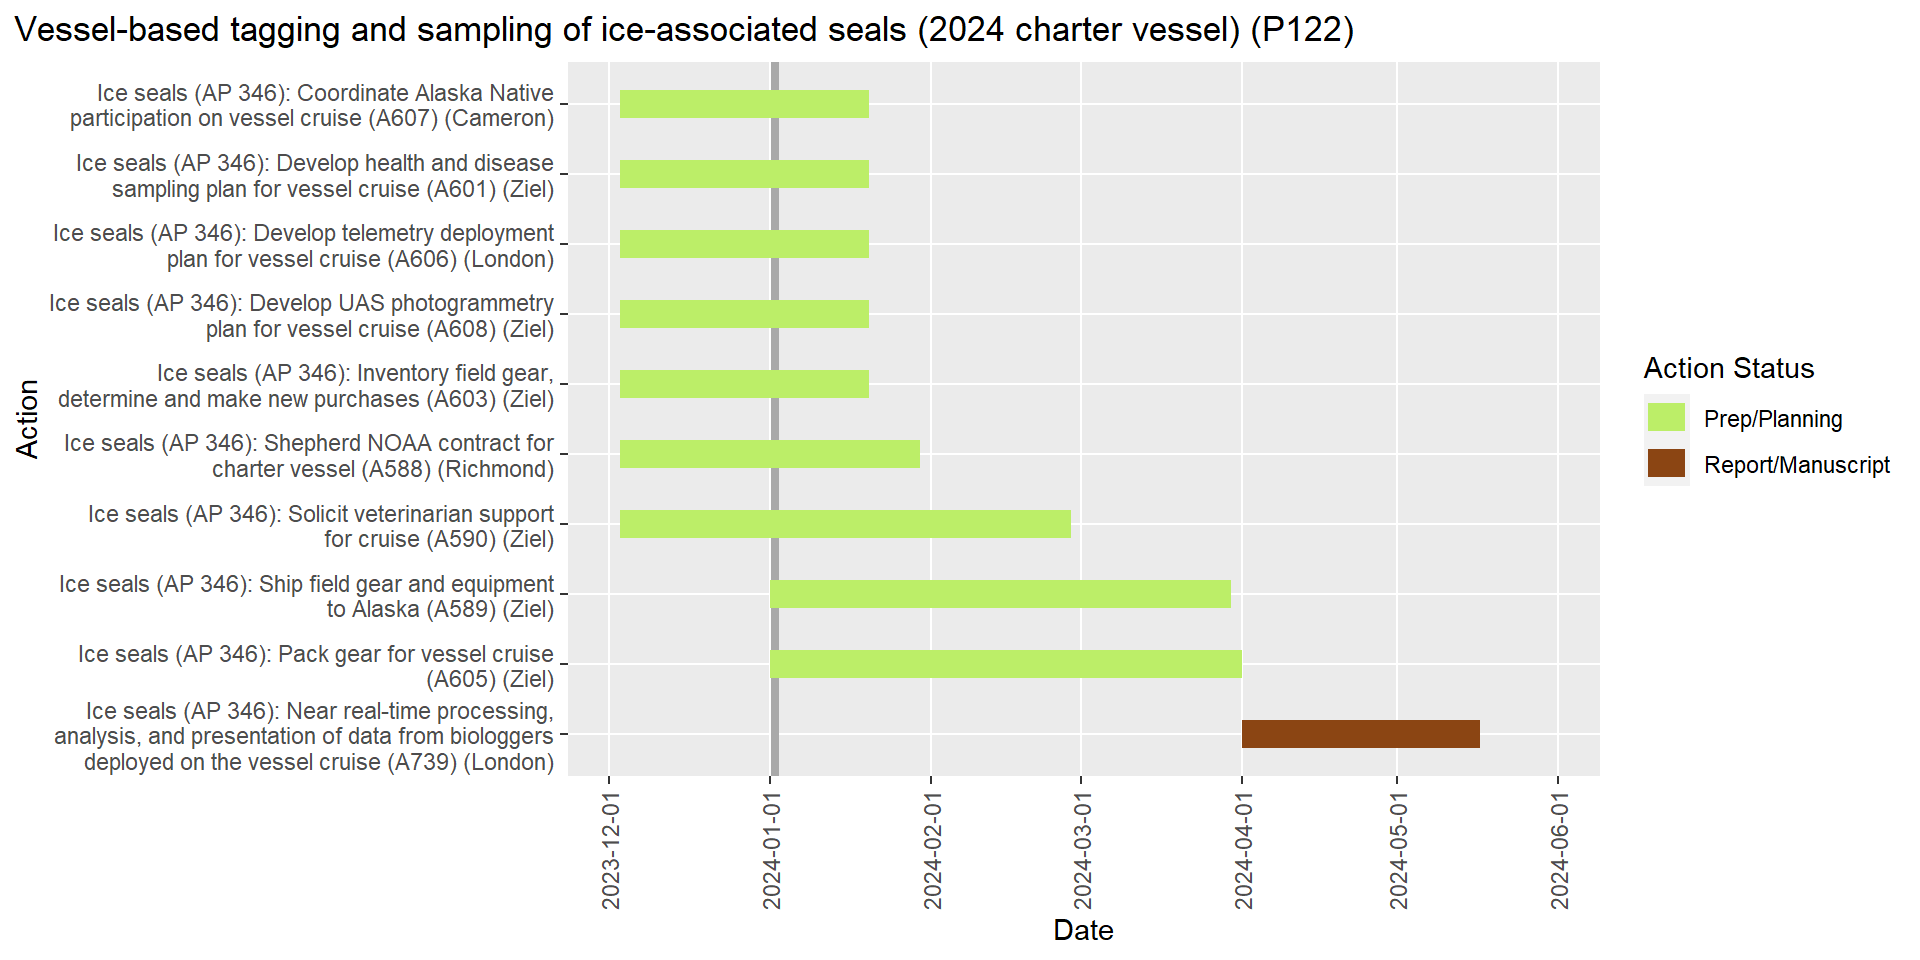 Vessel-based tagging and sampling of ice-associated seals (2024 charter vessel) (P122)
Ice seals (AP 346): Coordinate Alaska Native
participation on vessel cruise (A607) (Cameron)
Ice seals (AP 346): Develop health and disease
sampling plan for vessel cruise (A601) (Ziel)
Ice seals (AP 346): Develop telemetry deployment
plan for vessel cruise (A606) (London)
Ice seals (AP 346): Develop UAS photogrammetry
plan for vessel cruise (A608) (Ziel)
Ice seals (AP 346): Inventory field gear,
determine and make new purchases (A603) (Ziel)
Ice seals (AP 346): Shepherd NOAA contract for
charter vessel (A588) (Richmond)
Ice seals (AP 346): Solicit veterinarian support
for cruise (A590) (Ziel)
Ice seals (AP 346): Ship field gear and equipment
to Alaska (A589) (Ziel)
Ice seals (AP 346): Pack gear for vessel cruise
(A605) (Ziel)
Ice seals (AP 346): Near real-time processing,
analysis, and presentation of data from biologgers
deployed on the vessel cruise (A739) (London)
Action
2023-12-01
2024-01-01
2024-02-01
2024-03-01
2024-04-01
2024-05-01
2024-06-01
Date
Action Status
Prep/Planning
Report/Manuscript